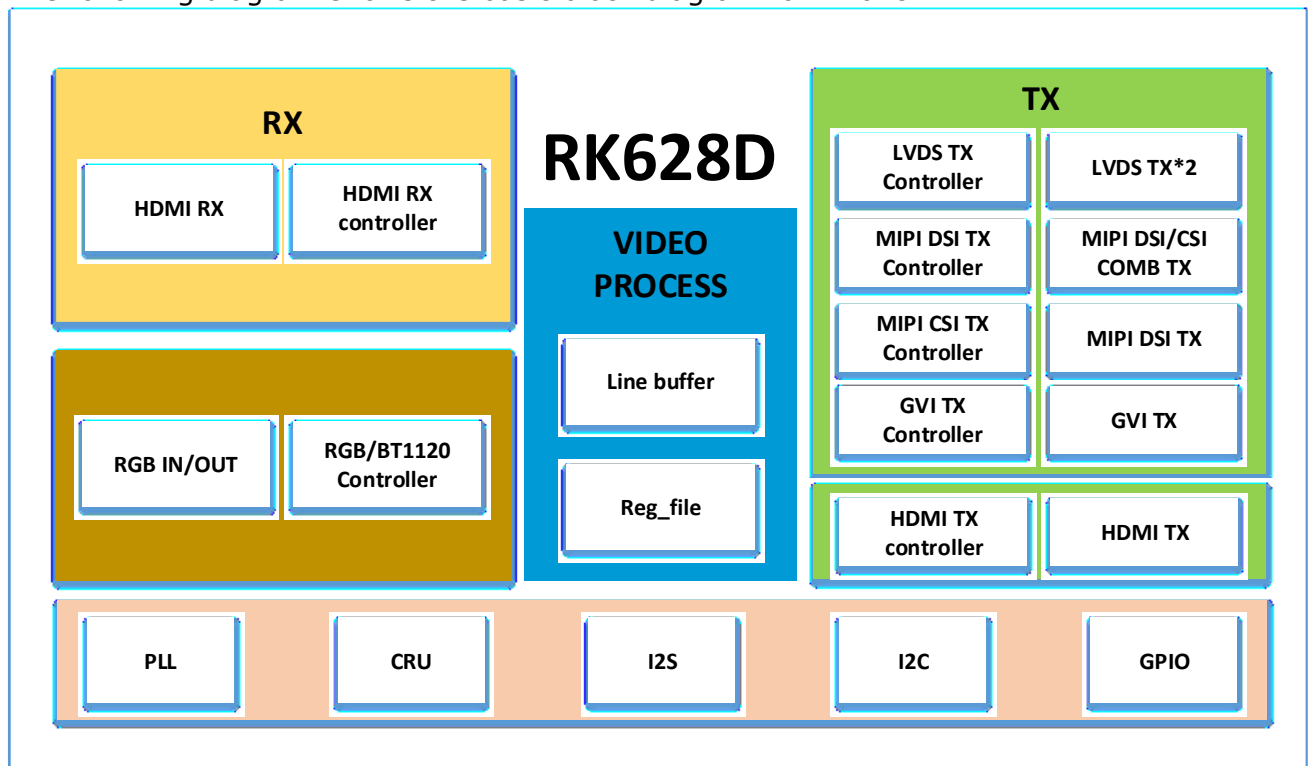 RK628D
RX
HDMI RX
HDMI RX
controller
RGB IN/OUT
RGB/BT1120
Controller
VIDEO
PROCESS
Line buffer
Reg_file
TX
LVDS TX
Controller
LVDS TX*2
MIPI DSI TX
Controller
MIPI DSI/CSI
COMB TX
MIPI CSI TX
Controller
MIPI DSI TX
GVI TX
Controller
GVI TX
HDMI TX
controller
HDMI TX
PLL
CRU
I2S
I2C
GPIO